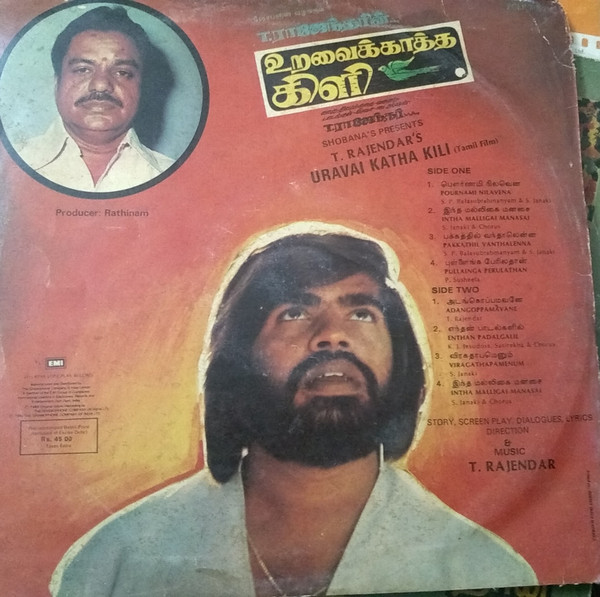 T.ராஜேந்தரின்
உறவைக்காத்த
கிளி
SHOBANA'S PRESENTS
T. RAJENDAR'S
URAVAI KATHA KILI (Tamil Film)
Producer: Rathinam
SIDE ONE
1. பௌர்ணமி நிலவென
POURNAMI NILAVENA
S. P. Balasubrahmanyam & S. Janaki
2. இந்த மல்லிகை மனசை
INTHA MALLIGAI MANASAI
S. Janaki & Chorus
3. பக்கத்தில் வந்தாலென்ன
PAKKATHIL VANTHALENNA
S. P. Balasubrahmanyam & S. Janaki
4.
PULLAINGA PERULATHAN
P. Susheela
SIDE TWO
1. அடங்கொப்பமவனே
ADANGOPPAMAVANE
T. Rajendar
2. எந்தன் பாடல்களில்
ENTHAN PADALGALIL
K. J. Yesudas, & Chorus
3. விரகதாபமெனும்
VIRAGATHAPAMENUM
S. Janaki
4. இந்த மல்லிகை மனசை
INTHA MALLIGAI MANASAI
S. Janaki & Chorus
EMI
Rs. 45 00
STORY, SCREEN PLAY, DIALOGUES, LYRICS
DIRECTION
&
MUSIC
T. RAJENDAR